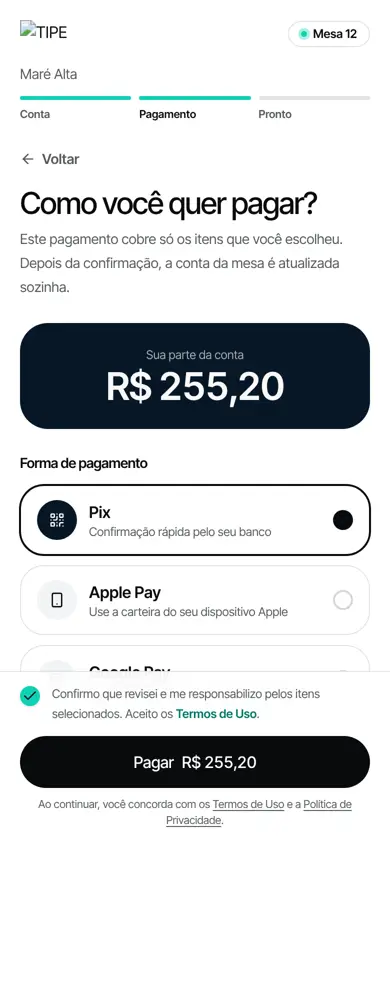 TIPE
Mesa 12
Maré Alta
Conta
Pagamento
Pronto
Voltar
Como você quer pagar?
Este pagamento cobre só os itens que você escolheu.
Depois da confirmação, a conta da mesa é atualizada
sozinha.
Sua parte da conta
R$ 255,20
Forma de pagamento
Pix
Confirmação rápida pelo seu banco
Apple Pay
Use a carteira do seu dispositivo Apple
Google Pay
Confirmo que revisei e me responsabilizo pelos itens
selecionados. Aceito os Termos de Uso.
Pagar R$ 255,20
Ao continuar, você concorda com os Termos de Uso e a Política de
Privacidade.